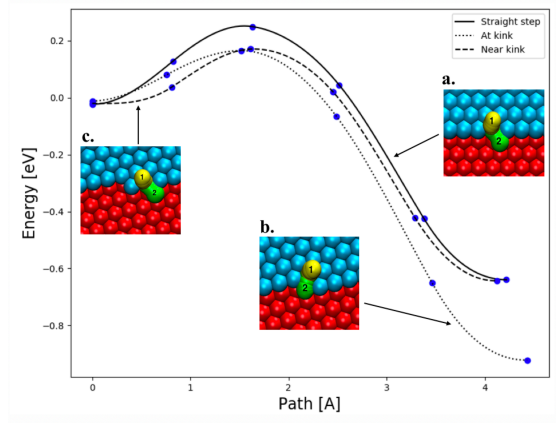 Straight step
At kink
Near kink
a.
1
2
c.
1
2
b.
1
2
0.2
0.0
−0.2
−0.4
−0.6
−0.8
Energy [eV]
0
1
2
3
4
Path [A]